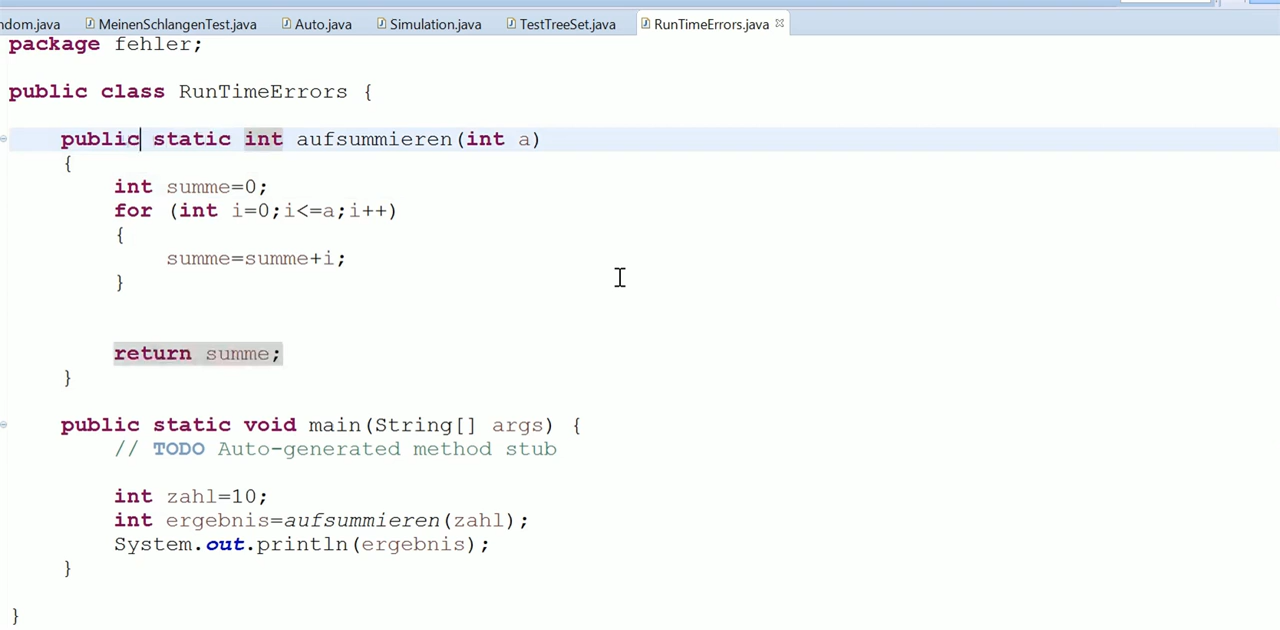 ndom.java MeinenSchlangenTest.java Auto.java Simulation.java TestTreeSet.java RunTimeErrors.java
package fehler;
public class RunTimeErrors {
public static int aufsummieren(int a)
{
int summe=0;
for (int i=0;i<=a;i++)
{
summe=summe+i;
}
return summe;
}
public static void main(String[] args) {
// TODO Auto-generated method stub
int zahl=10;
int ergebnis=aufsummieren(zahl);
System.out.println(ergebnis);
}
}